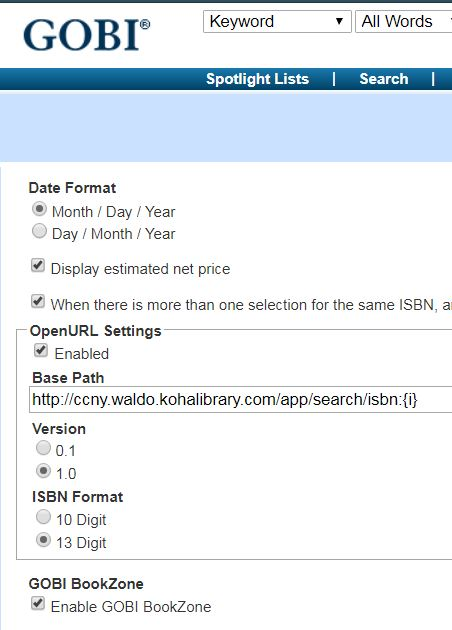 GOBI®
Keyword
All Words
Spotlight Lists | Search |
Date Format
Month / Day / Year
Day / Month / Year
Display estimated net price
When there is more than one selection for the same ISBN,
OpenURL Settings
Enabled
Base Path
http://ccny.waldo.kohalibrary.com/app/search/isbn:{i}
Version
0.1
1.0
ISBN Format
10 Digit
13 Digit
GOBI BookZone
Enable GOBI BookZone